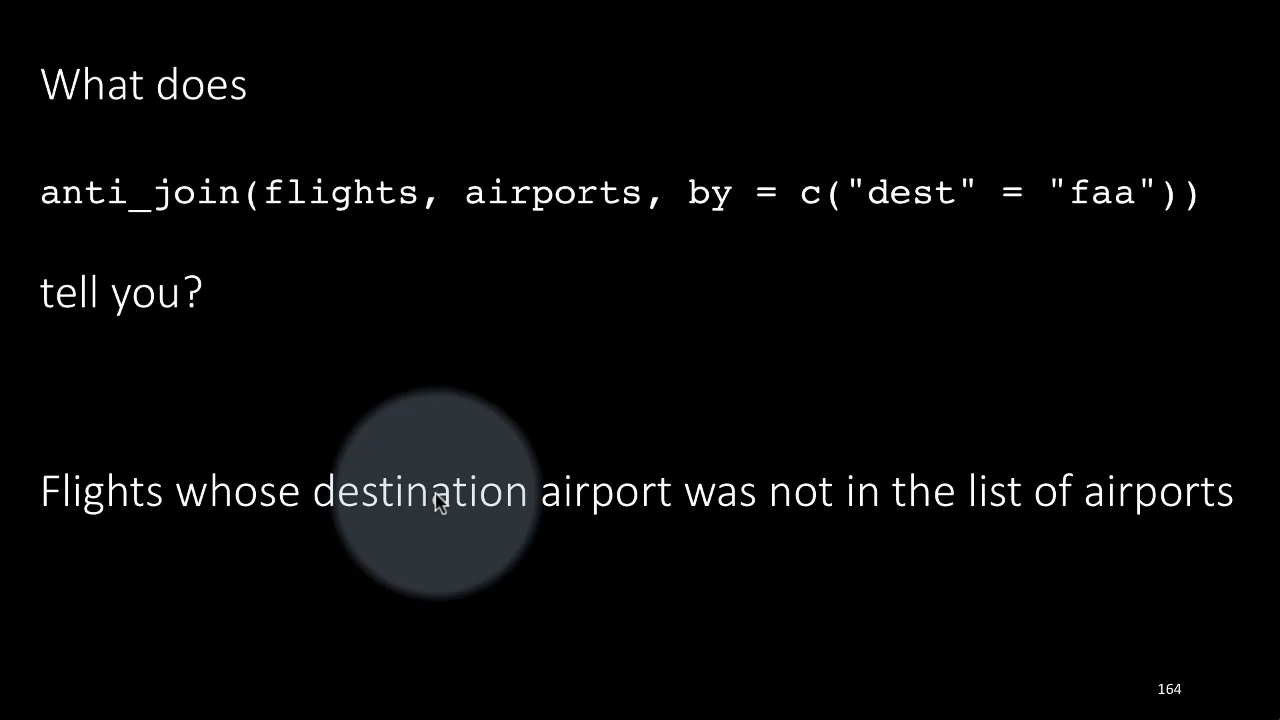 What does
anti_join(flights, airports, by = c("dest" = "faa"))
tell you?
Flights whose destination airport was not in the list of airports
164